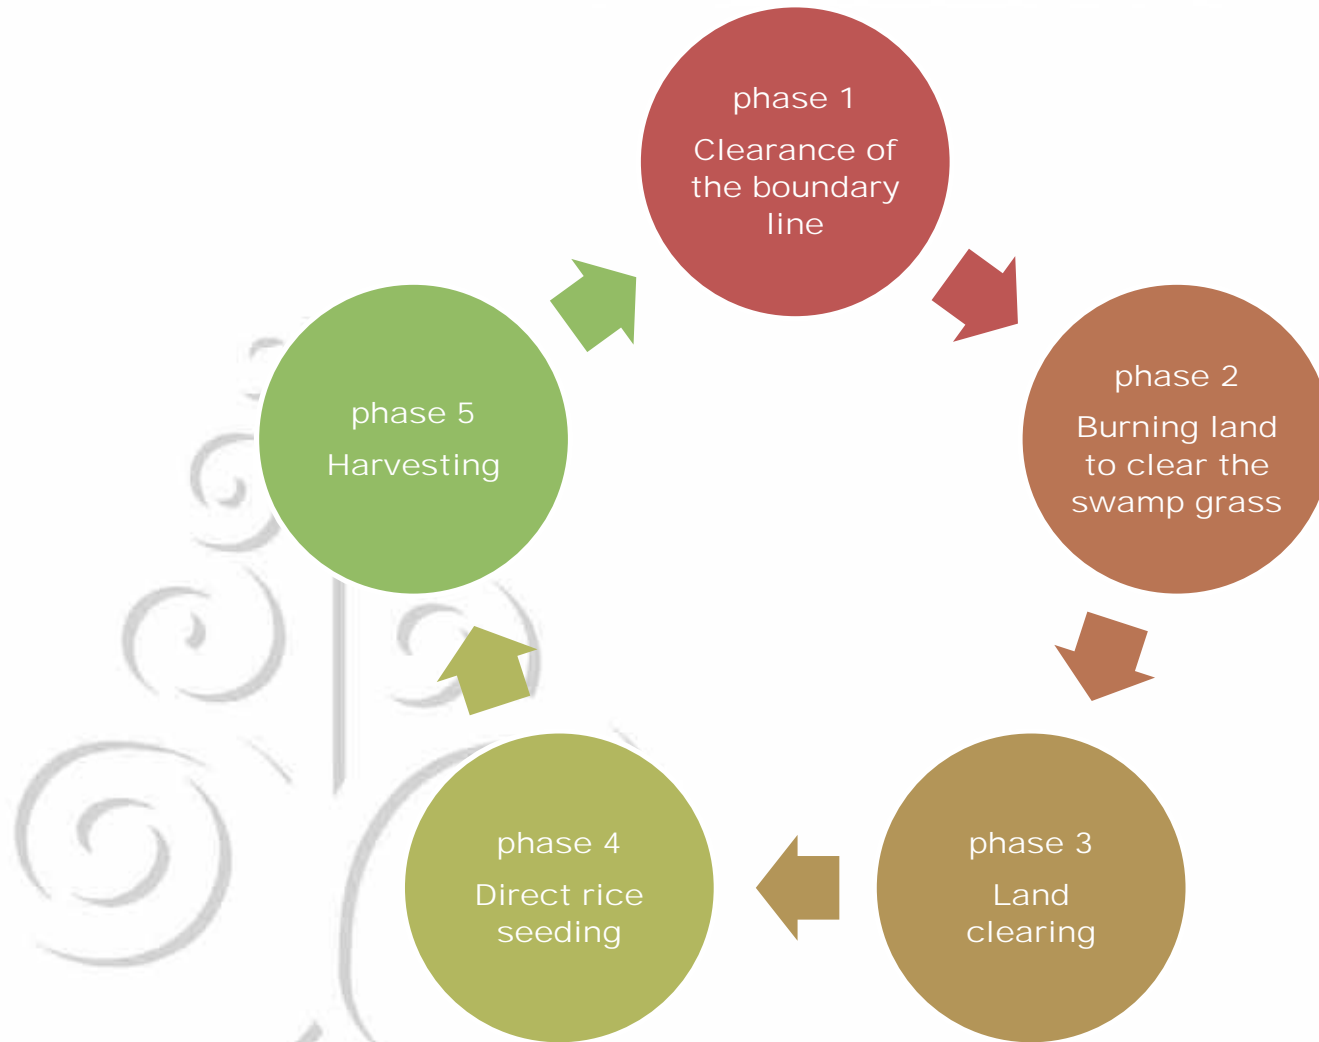 phase 1
Clearance of
the boundary
line
phase 2
Burning land
to clear the
swamp grass
phase 3
Land
clearing
phase 4
Direct rice
seeding
phase 5
Harvesting